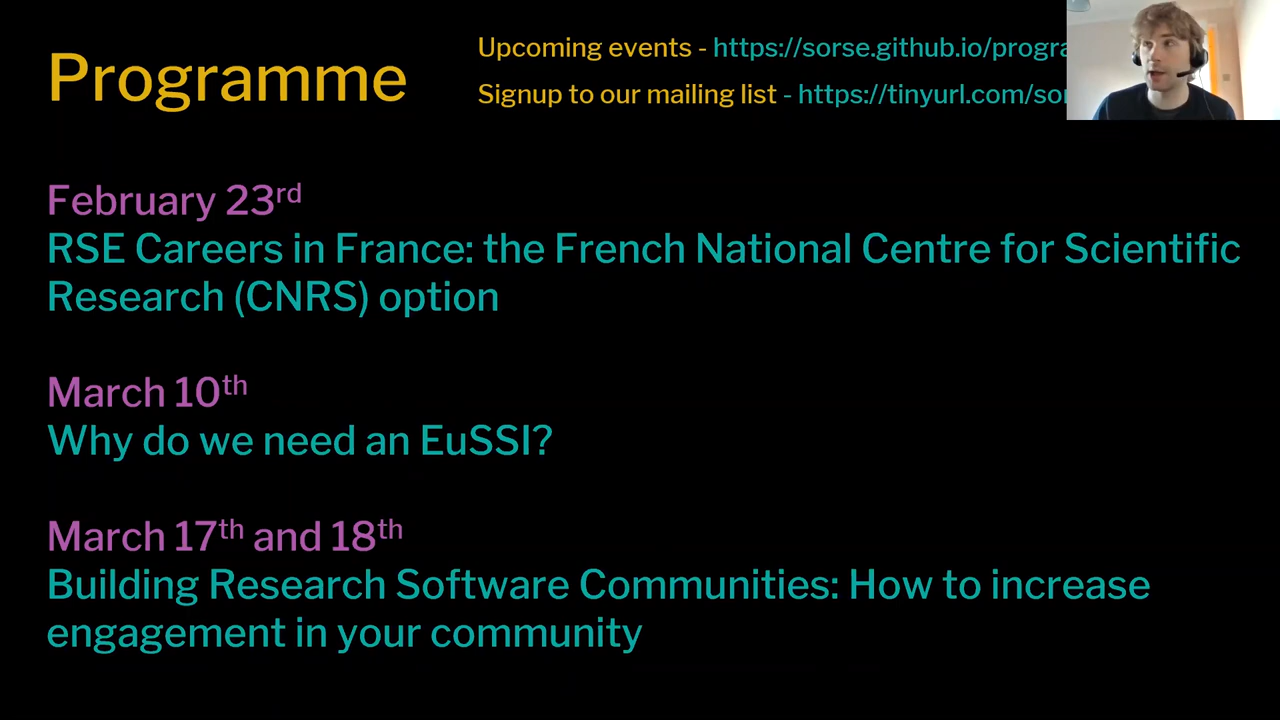 Programme
Upcoming events - https://sorse.github.io/progra
Signup to our mailing list - https://tinyurl.com/so
February 23rd
RSE Careers in France: the French National Centre for Scientific
Research (CNRS) option
March 10th
Why do we need an EuSSI?
March 17th and 18th
Building Research Software Communities: How to increase
engagement in your community